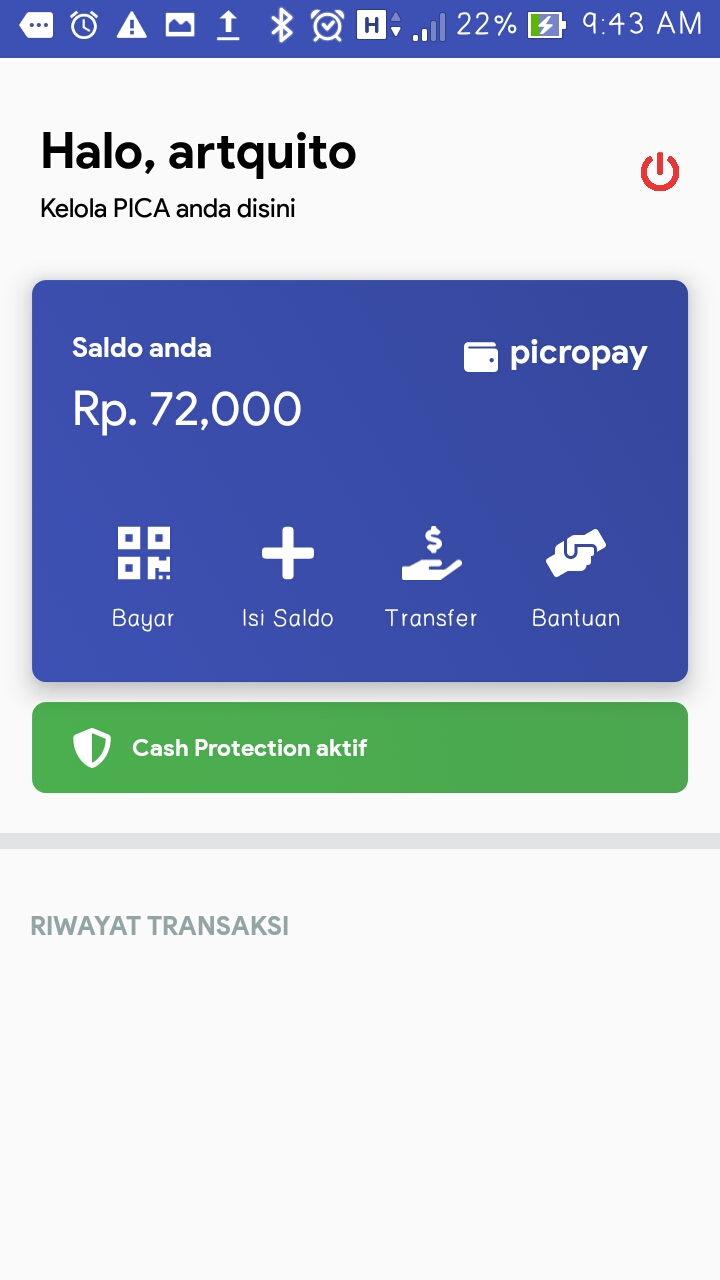 22% 9:43 AM
Halo, artquito
Kelola PICA anda disini
Saldo anda
picropay
Rp. 72,000
Bayar
Isi Saldo
Transfer
Bantuan
Cash Protection aktif
RIWAYAT TRANSAKSI